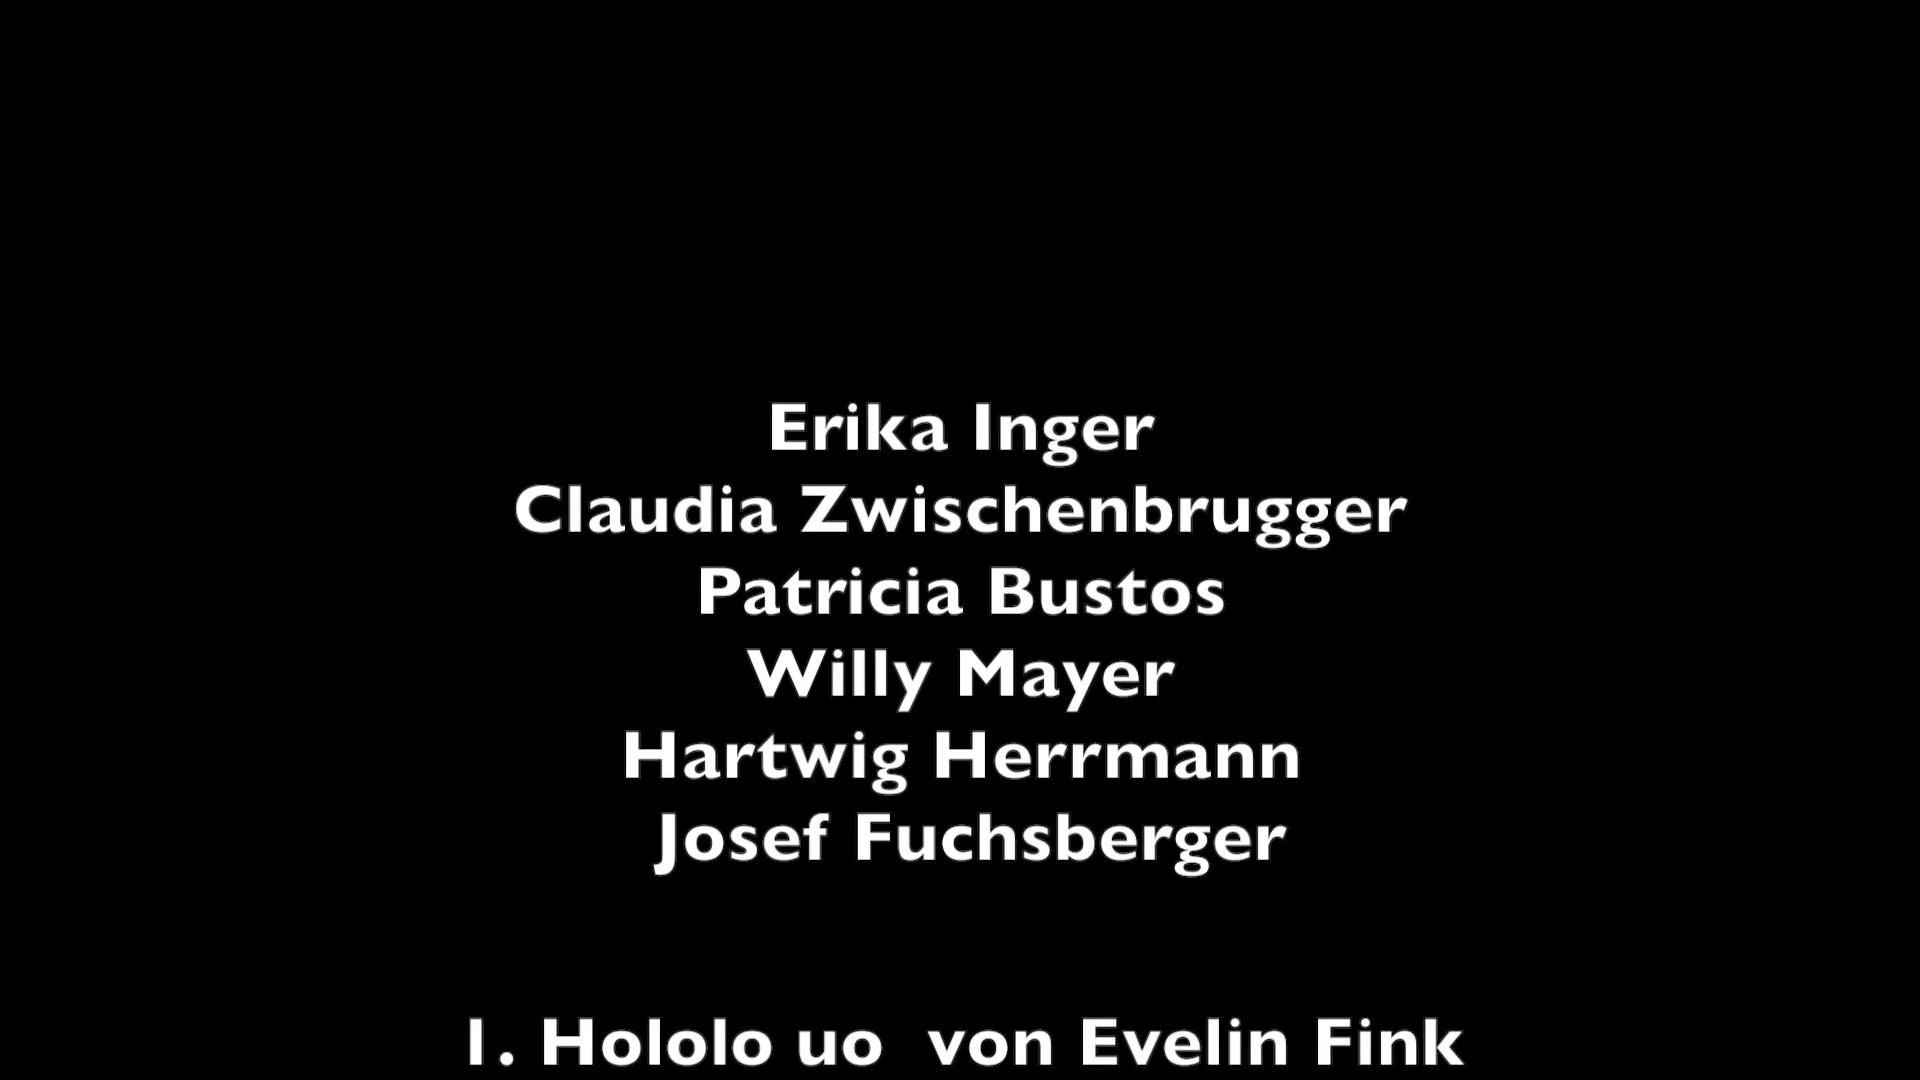 Erika Inger
Claudia Zwischenbrugger
Patricia Bustos
Willy Mayer
Hartwig Herrmann
Josef Fuchsberger
1. Hololo uo  von Evelin Fink